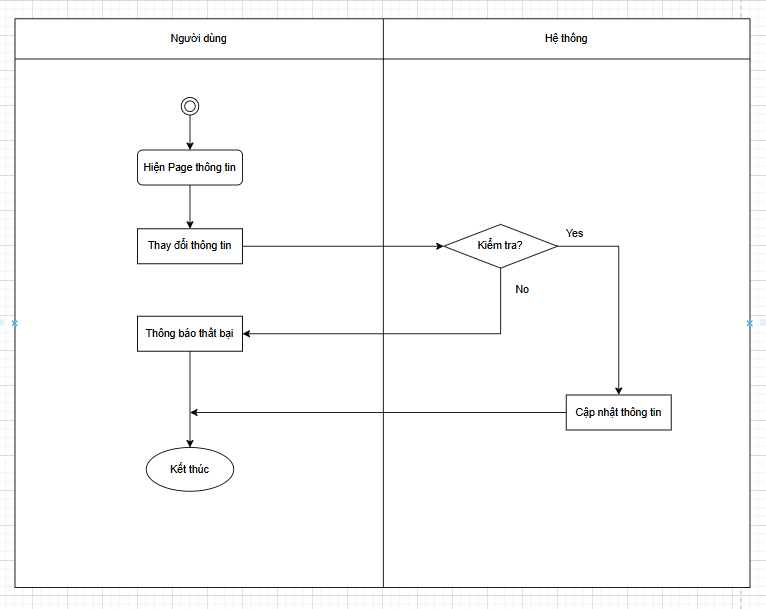 Người dùng
Hệ thông
Hiện Page thông tin
Thay đổi thông tin
Kiểm tra?
Yes
No
Thông báo thất bại
Cập nhật thông tin
Kết thúc